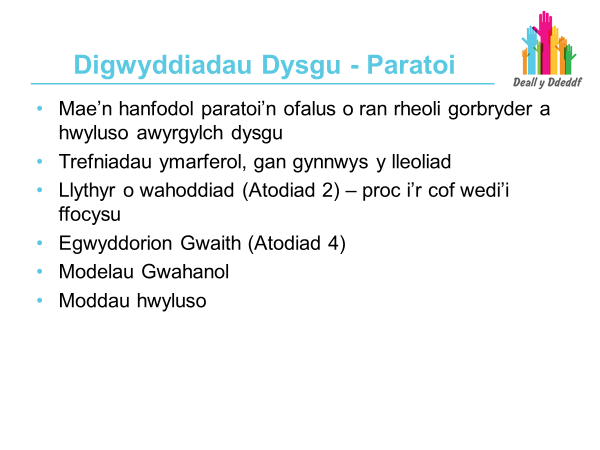 Digwyddiadau Dysgu - Paratoi
Deall y Ddeddf
• Mae’n hanfodol paratoi’n ofalus o ran rheoli gorbryder a
hwyluso awyrgylch dysgu
• Trefniadau ymarferol, gan gynnwys y lleoliad
• Llythyr o wahoddiad (Atodiad 2) – proc i’r cof wedi’i
ffocysu
• Egwyddorion Gwaith (Atodiad 4)
• Modelau Gwahanol
• Moddau hwyluso